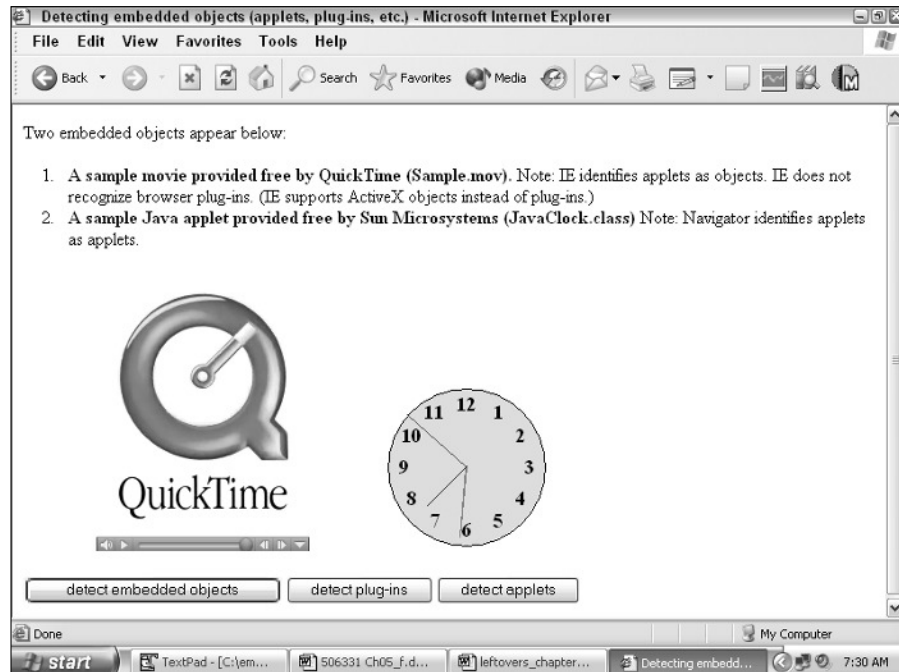 Detecting embedded objects (applets, plug-ins, etc.) - Microsoft Internet Explorer
File Edit View Favorites Tools Help
Back Search Favorites Media
Two embedded objects appear below:
1. A sample movie provided free by QuickTime (Sample.mov). Note: IE identifies applets as objects. IE does not
recognize browser plug-ins. (IE supports ActiveX objects instead of plug-ins.)
2. A sample Java applet provided free by Sun Microsystems (JavaClock.class) Note: Navigator identifies applets
as applets.
QuickTime
12
11 1
10 2
9 3
8 4
7 5
6
detect embedded objects detect plug-ins detect applets
Done My Computer
start TextPad - [C:\em... 506331 Ch05_f.d... leftovers_chapter... Detecting embedd... 7:30 AM